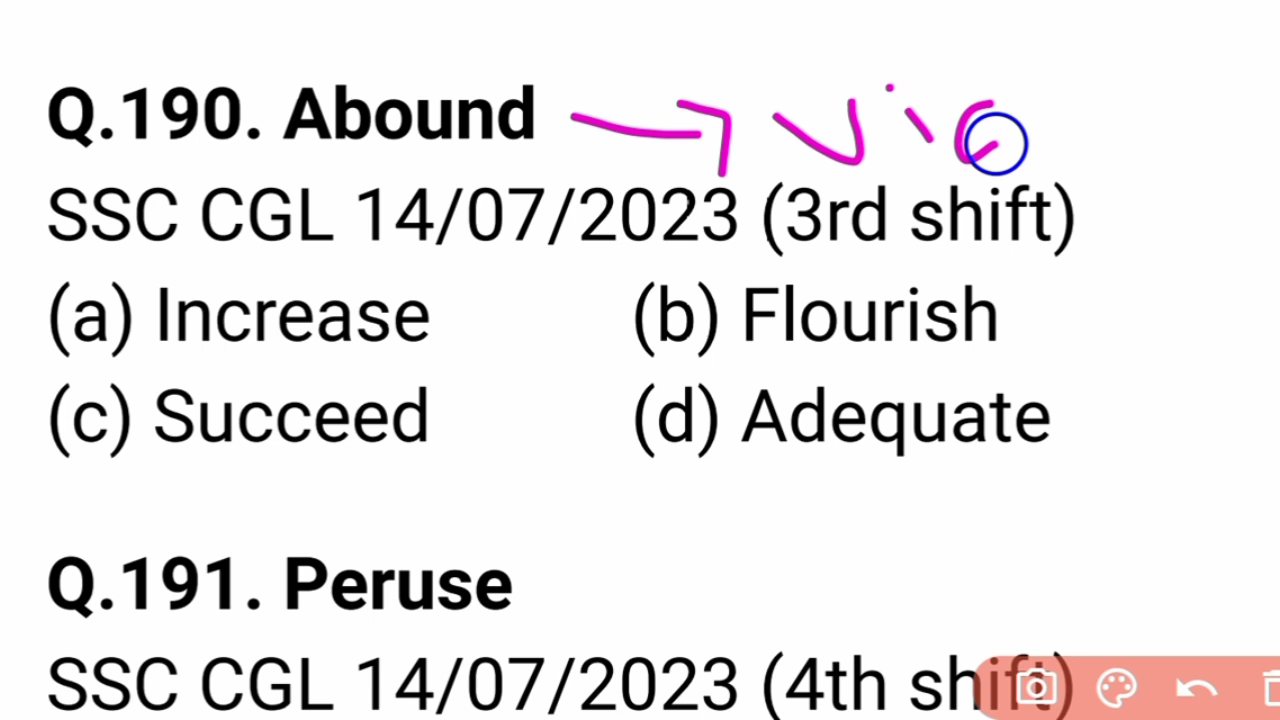 Q.190. Abound → vie
SSC CGL 14/07/2023 (3rd shift)
(a) Increase (b) Flourish
(c) Succeed (d) Adequate
Q.191. Peruse
SSC CGL 14/07/2023 (4th shift)